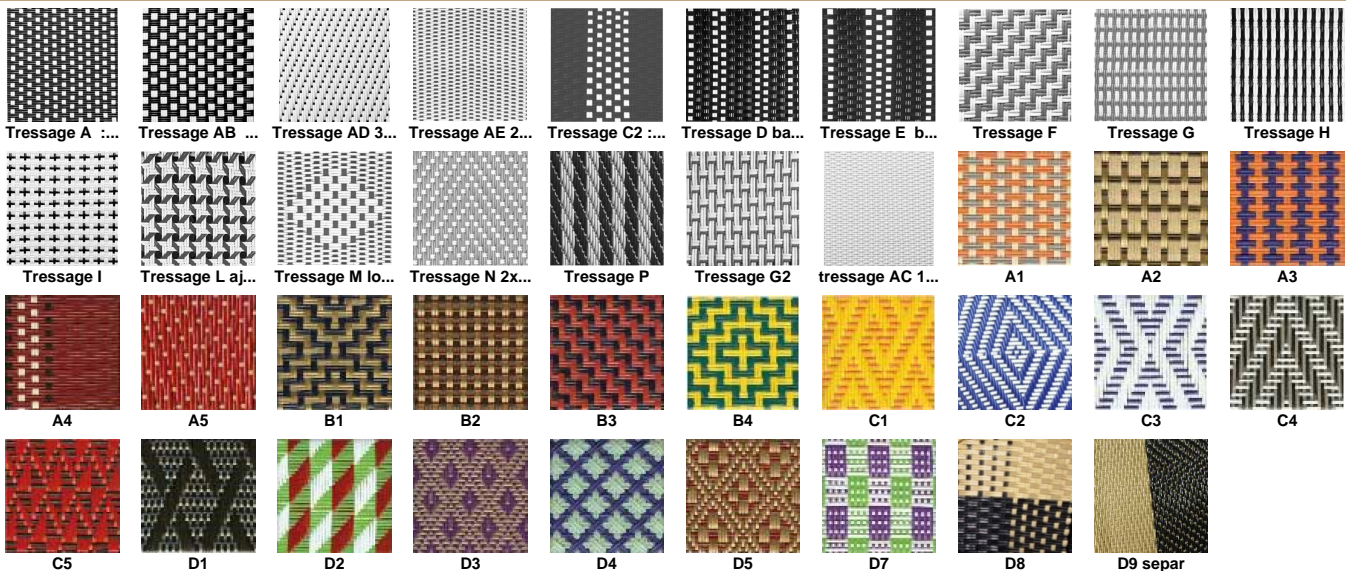 Tressage A :...
Tressage AB ...
Tressage AD 3...
Tressage AE 2...
Tressage C2 :...
Tressage D ba...
Tressage E b...
Tressage F
Tressage G
Tressage H
Tressage I
Tressage L aj...
Tressage M lo...
Tressage N 2x...
Tressage P
Tressage G2
tressage AC 1...
A1
A2
A3
A4
A5
B1
B2
B3
B4
C1
C2
C3
C4
C5
D1
D2
D3
D4
D5
D7
D8
D9 separ